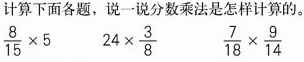 计算下面各题，说一说分数乘法是怎样计算的。
8/15 × 5　　24 × 3/8　　7/18 × 9/14